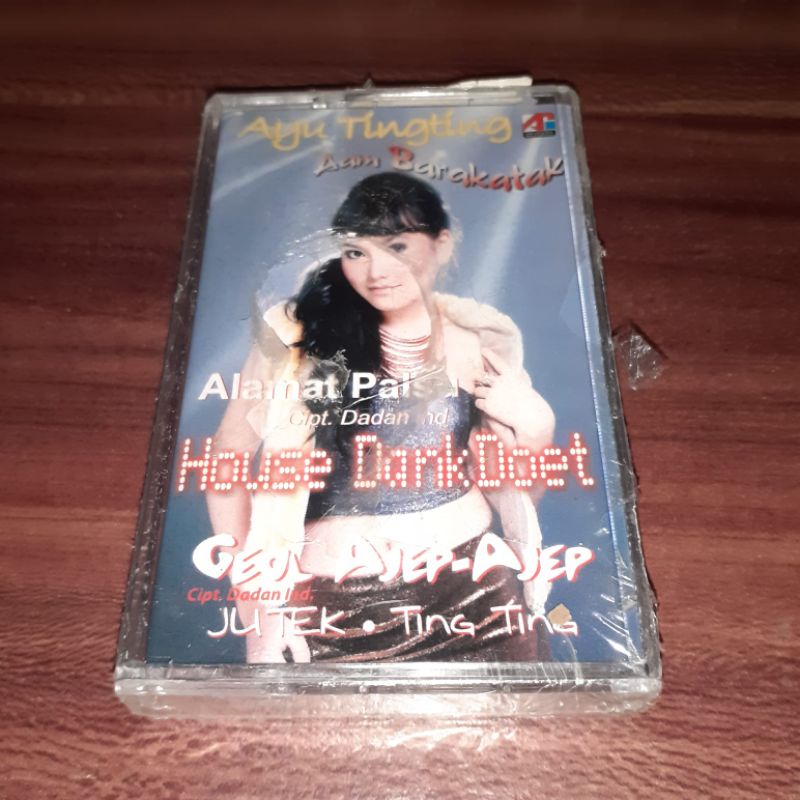 Ayu Tingting
Aam Barakatak
Alamat Palsu
Cipt. Dadan Ind
House DankDoet
GEOL AJEP-AJEP
Cipt. Dadan Ind.
JUTEK • TING TING